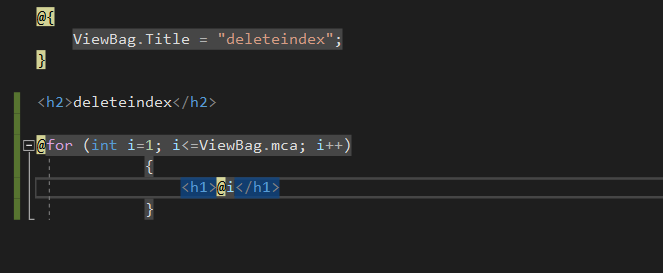 @{
ViewBag.Title = "deleteindex";
}
<h2>deleteindex</h2>
@for (int i=1; i<=ViewBag.mca; i++)
{
<h1>@i</h1>
}